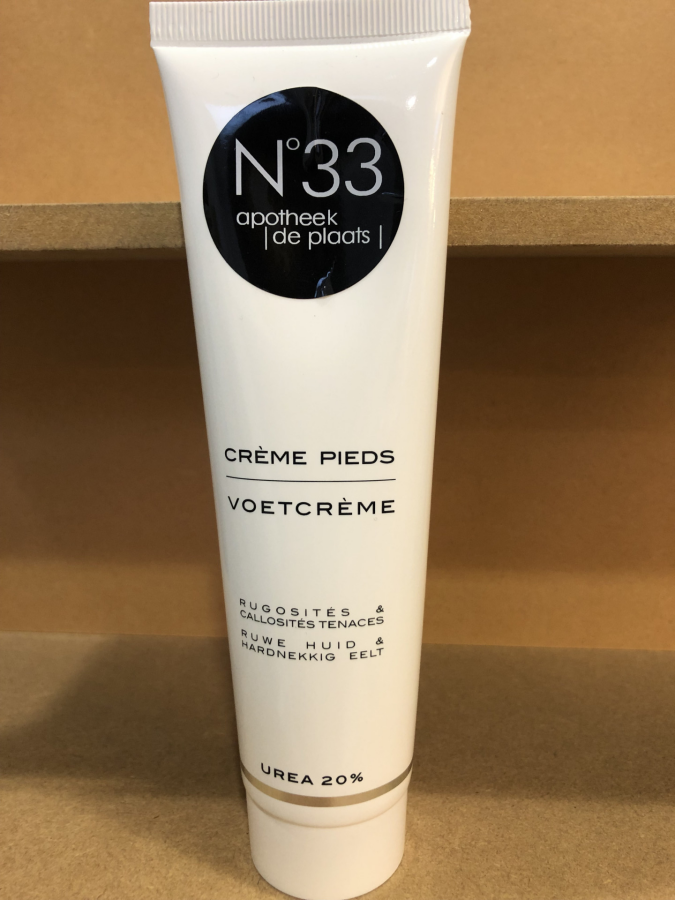 N°33
apotheek
|de plaats|
CRÈME PIEDS
VOETCRÈME
RUGOSITÉS &
CALLOSITÉS TENACES
RUWE HUID &
HARDNEKKIG EELT
UREA 20%